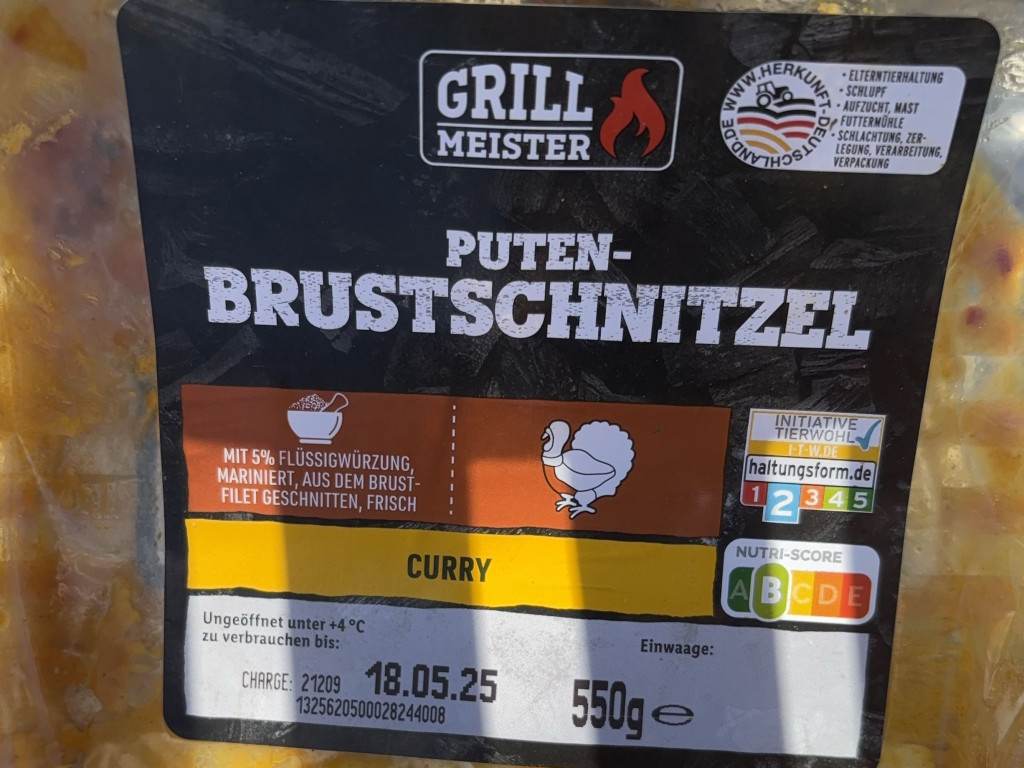 GRILL
MEISTER
WWW.HERKUNFT-DEUTSCHLAND.DE
• ELTERNTIERHALTUNG
• SCHLUPF
• AUFZUCHT, MAST
• FUTTERMÜHLE
• SCHLACHTUNG, ZER-
LEGUNG, VERARBEITUNG,
VERPACKUNG
PUTEN-
BRUSTSCHNITZEL
MIT 5% FLÜSSIGWÜRZUNG,
MARINIERT, AUS DEM BRUST-
FILET GESCHNITTEN, FRISCH
INITIATIVE
TIERWOHL
I-T-W.DE
haltungsform.de
1 2 3 4 5
CURRY
NUTRI-SCORE
A B C D E
Ungeöffnet unter +4 °C
zu verbrauchen bis:
Einwaage:
CHARGE: 21209 18.05.25
1325620500028244008
550g e